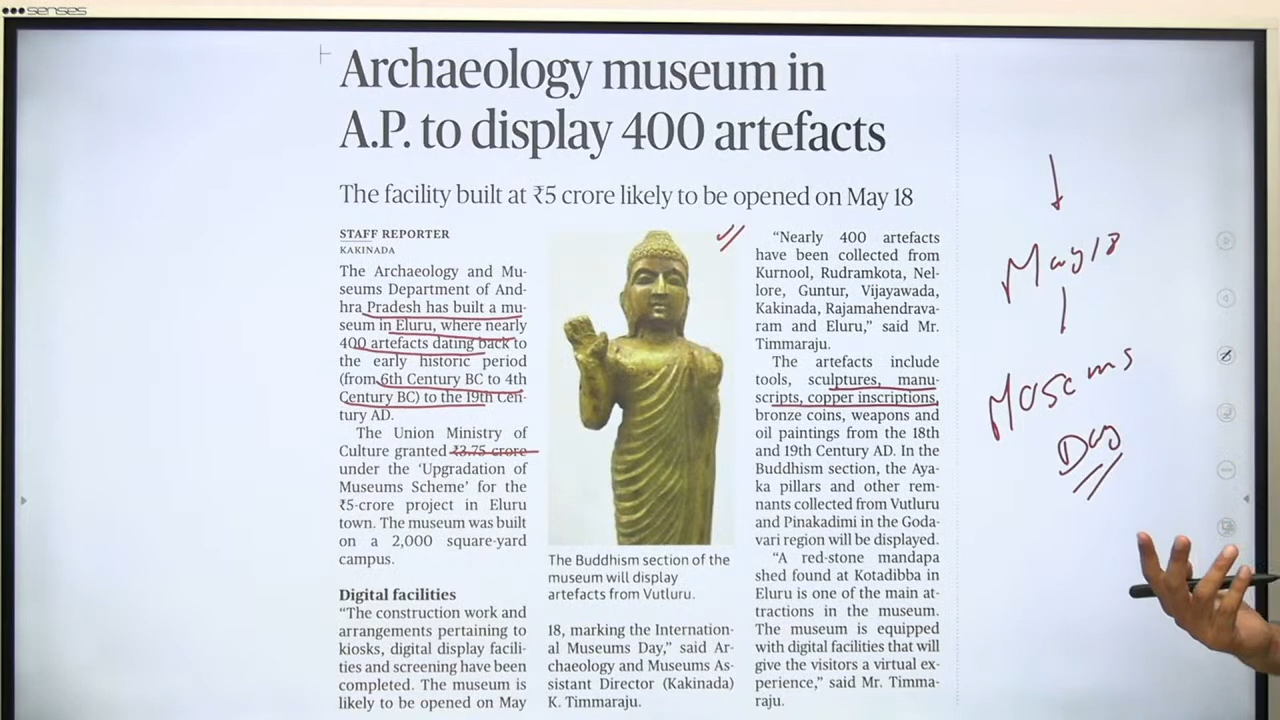 senses
Archaeology museum in
A.P. to display 400 artefacts
The facility built at ₹5 crore likely to be opened on May 18
STAFF REPORTER
KAKINADA
The Archaeology and Mu-
seums Department of And-
hra Pradesh has built a mu-
seum in Eluru, where nearly
400 artefacts dating back to
the early historic period
(from 6th Century BC to 4th
Century BC) to the 19th Cen-
tury AD.
The Union Ministry of
Culture granted ₹3.75 crore
under the ‘Upgradation of
Museums Scheme’ for the
₹5-crore project in Eluru
town. The museum was built
on a 2,000 square-yard
campus.
Digital facilities
“The construction work and
arrangements pertaining to
kiosks, digital display facili-
ties and screening have been
completed. The museum is
likely to be opened on May
The Buddhism section of the
museum will display
artefacts from Vutluru.
18, marking the Internation-
al Museums Day,” said Ar-
chaeology and Museums As-
sistant Director (Kakinada)
K. Timmaraju.
“Nearly 400 artefacts
have been collected from
Kurnool, Rudramkota, Nel-
lore, Guntur, Vijayawada,
Kakinada, Rajamahendrava-
ram and Eluru,” said Mr.
Timmaraju.
The artefacts include
tools, sculptures, manu-
scripts, copper inscriptions,
bronze coins, weapons and
oil paintings from the 18th
and 19th Century AD. In the
Buddhism section, the Aya-
ka pillars and other rem-
nants collected from Vutluru
and Pinakadimi in the Goda-
vari region will be displayed.
“A red-stone mandapa
shed found at Kotadibba in
Eluru is one of the main at-
tractions in the museum.
The museum is equipped
with digital facilities that will
give the visitors a virtual ex-
perience,” said Mr. Timma-
raju.
May 18
Museums
Day